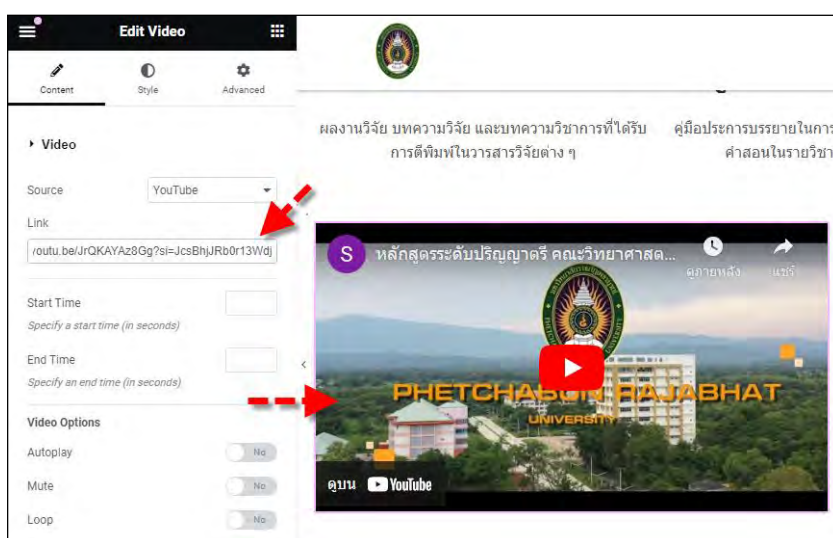 Edit Video
Content
Style
Advanced
Video
Source
YouTube
Link
/outu.be/JrQKAYAz8Gg?si=JcsBhjJRb0r13Wdj
Start Time
Specify a start time (in seconds)
End Time
Specify an end time (in seconds)
Video Options
Autoplay
No
Mute
No
Loop
No
ผลงานวิจัย บทความวิจัย และบทความวิชาการที่ได้รับ
การตีพิมพ์ในวารสารวิจัยต่าง ๆ
คู่มือประการบรรยายในการ
คำสอนในรายวิชา
S
หลักสูตรระดับปริญญาตรี คณะวิทยาศาสต...
ดูภายหลัง
แชร์
PHETCHABUN RAJABHAT
UNIVERSITY
ดูบน YouTube